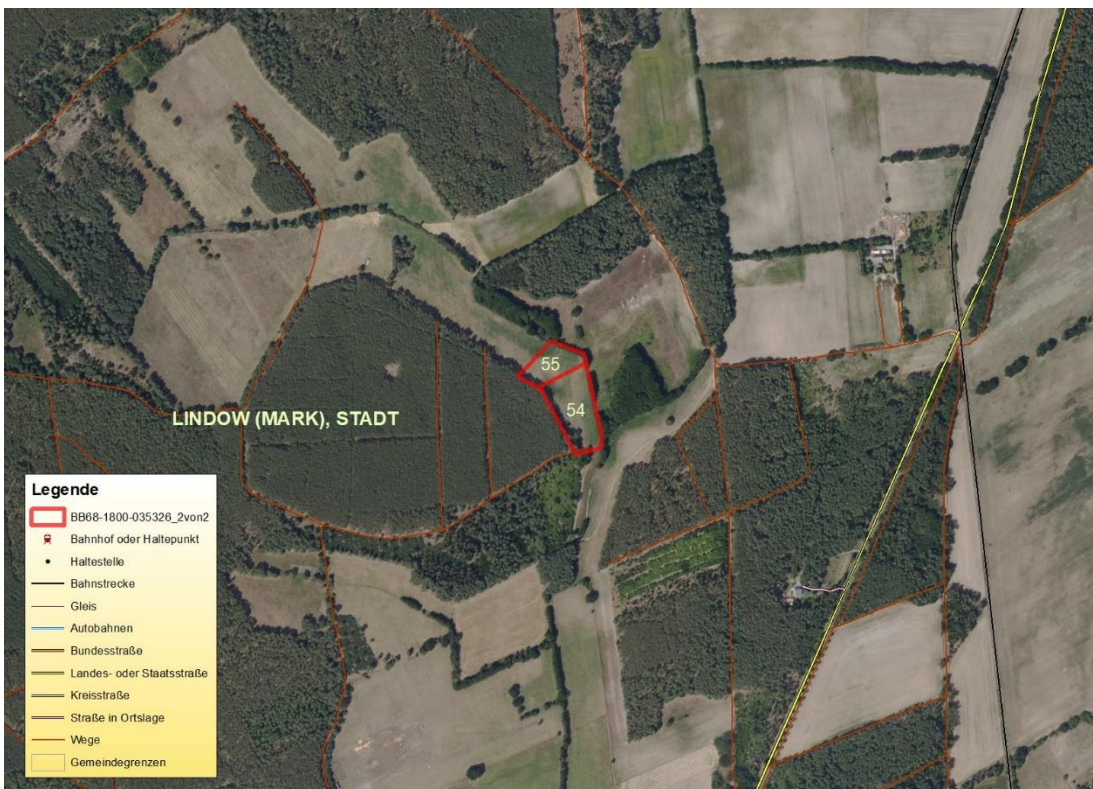 55
54
LINDOW (MARK), STADT
Legende
BB68-1800-035326_2von2
Bahnhof oder Haltepunkt
Haltestelle
Bahnstrecke
Gleis
Autobahnen
Bundesstraße
Landes- oder Staatsstraße
Kreisstraße
Straße in Ortslage
Wege
Gemeindegrenzen